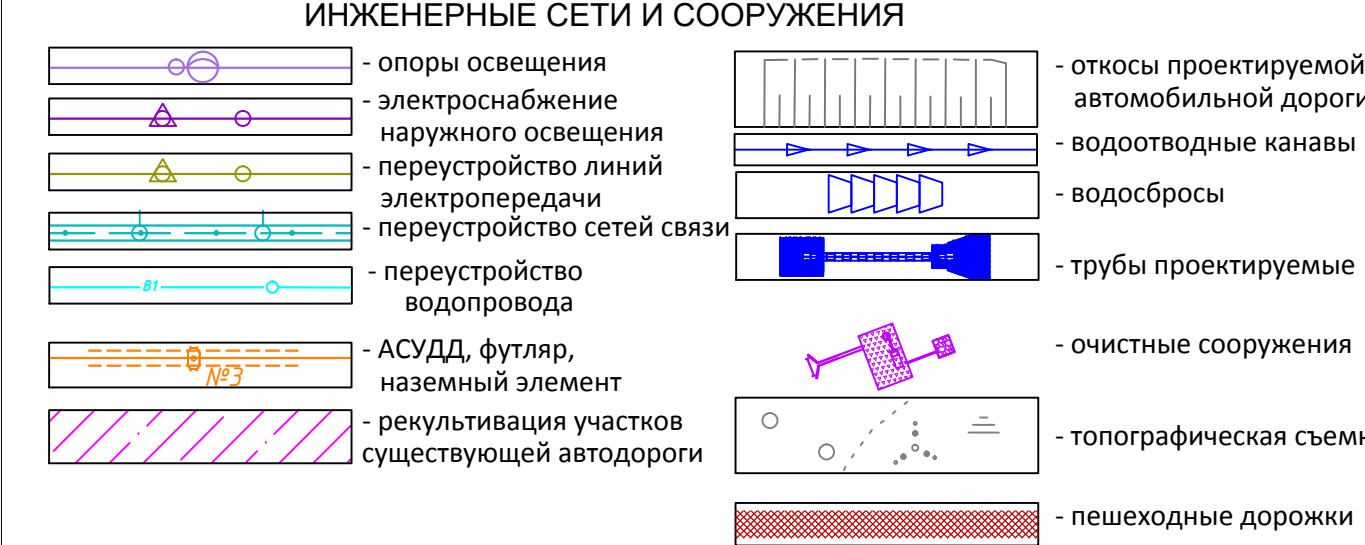 ИНЖЕНЕРНЫЕ СЕТИ И СООРУЖЕНИЯ
- опоры освещения
- электроснабжение
наружного освещения
- переустройство линий
электропередачи
- переустройство сетей связи
В1
- переустройство
водопровода
№3
- АСУДД, футляр,
наземный элемент
- рекультивация участков
существующей автодороги
- откосы проектируемой
автомобильной дороги
- водоотводные канавы
- водосбросы
- трубы проектируемые
- очистные сооружения
- топографическая
- пешеходные дорожки